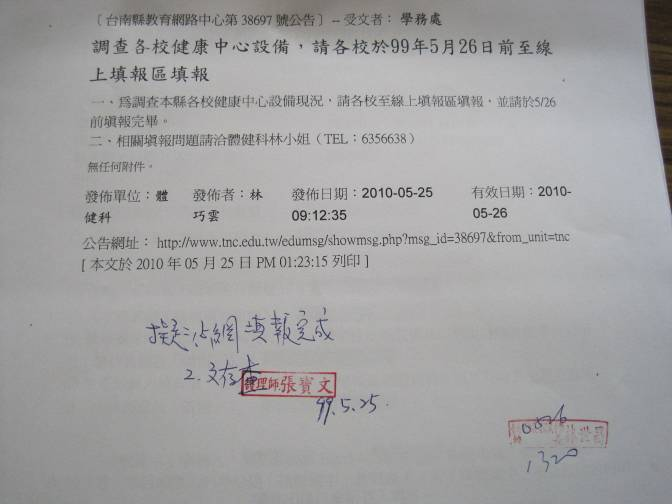 〔台南縣教育網路中心第 38697 號公告〕-- 受文者： 學務處
調查各校健康中心設備，請各校於99年5月26日前至線
上填報區填報
一、為調查本縣各校健康中心設備現況，請各校至線上填報區填報，並請於5/26
前填報完畢。
二、相關填報問題請洽體健科林小姐（TEL：6356638）
無任何附件。
發佈單位：體 發佈者：林 發佈日期：2010-05-25 有效日期：2010-
健科 巧雲 09:12:35 05-26
公告網址： http://www.tnc.edu.tw/edumsg/showmsg.php?msg_id=38697&from_unit=tnc
[ 本文於 2010 年 05 月 25 日 PM 01:23:15 列印 ]
擬 網填報完成
2. 文存查 護理師張寶文
99.5.25.
0526
1320